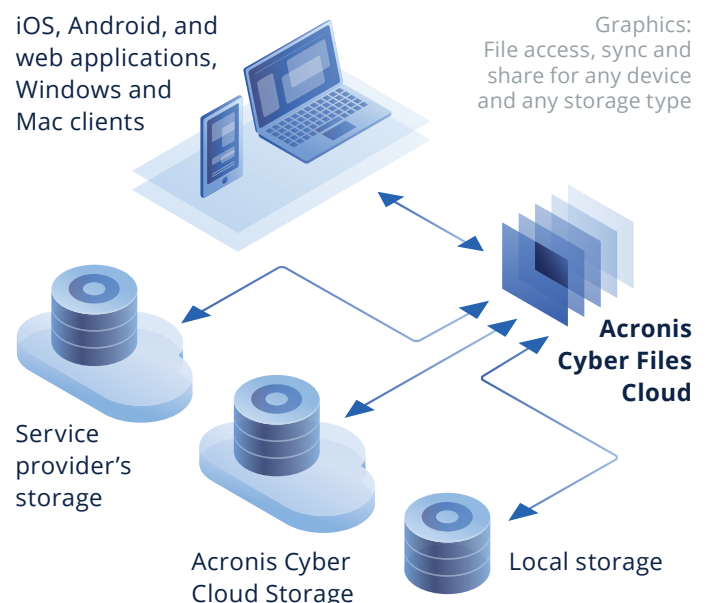 iOS, Android, and
web applications,
Windows and
Mac clients
Graphics:
File access, sync and
share for any device
and any storage type
Acronis
Cyber Files
Cloud
Service
provider’s
storage
Acronis Cyber
Cloud Storage
Local storage